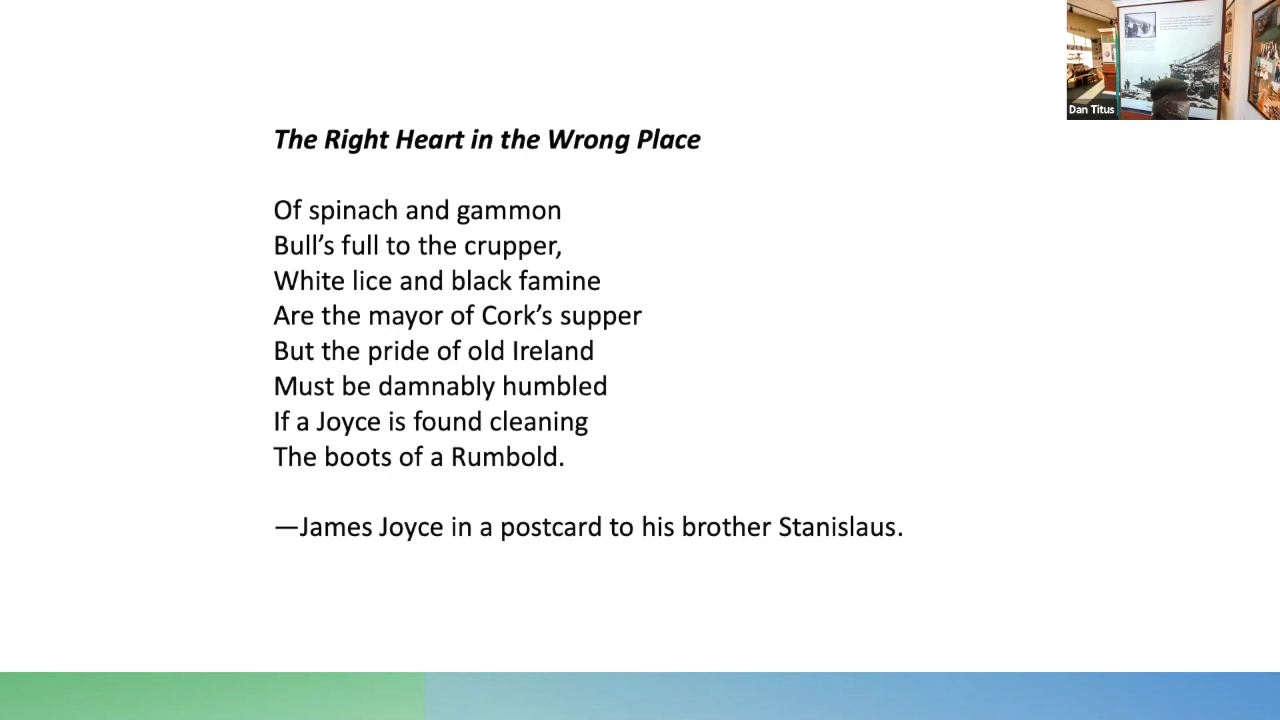 The Right Heart in the Wrong Place
Of spinach and gammon
Bull’s full to the crupper,
White lice and black famine
Are the mayor of Cork’s supper
But the pride of old Ireland
Must be damnably humbled
If a Joyce is found cleaning
The boots of a Rumbold.
—James Joyce in a postcard to his brother Stanislaus.
Dan Titus